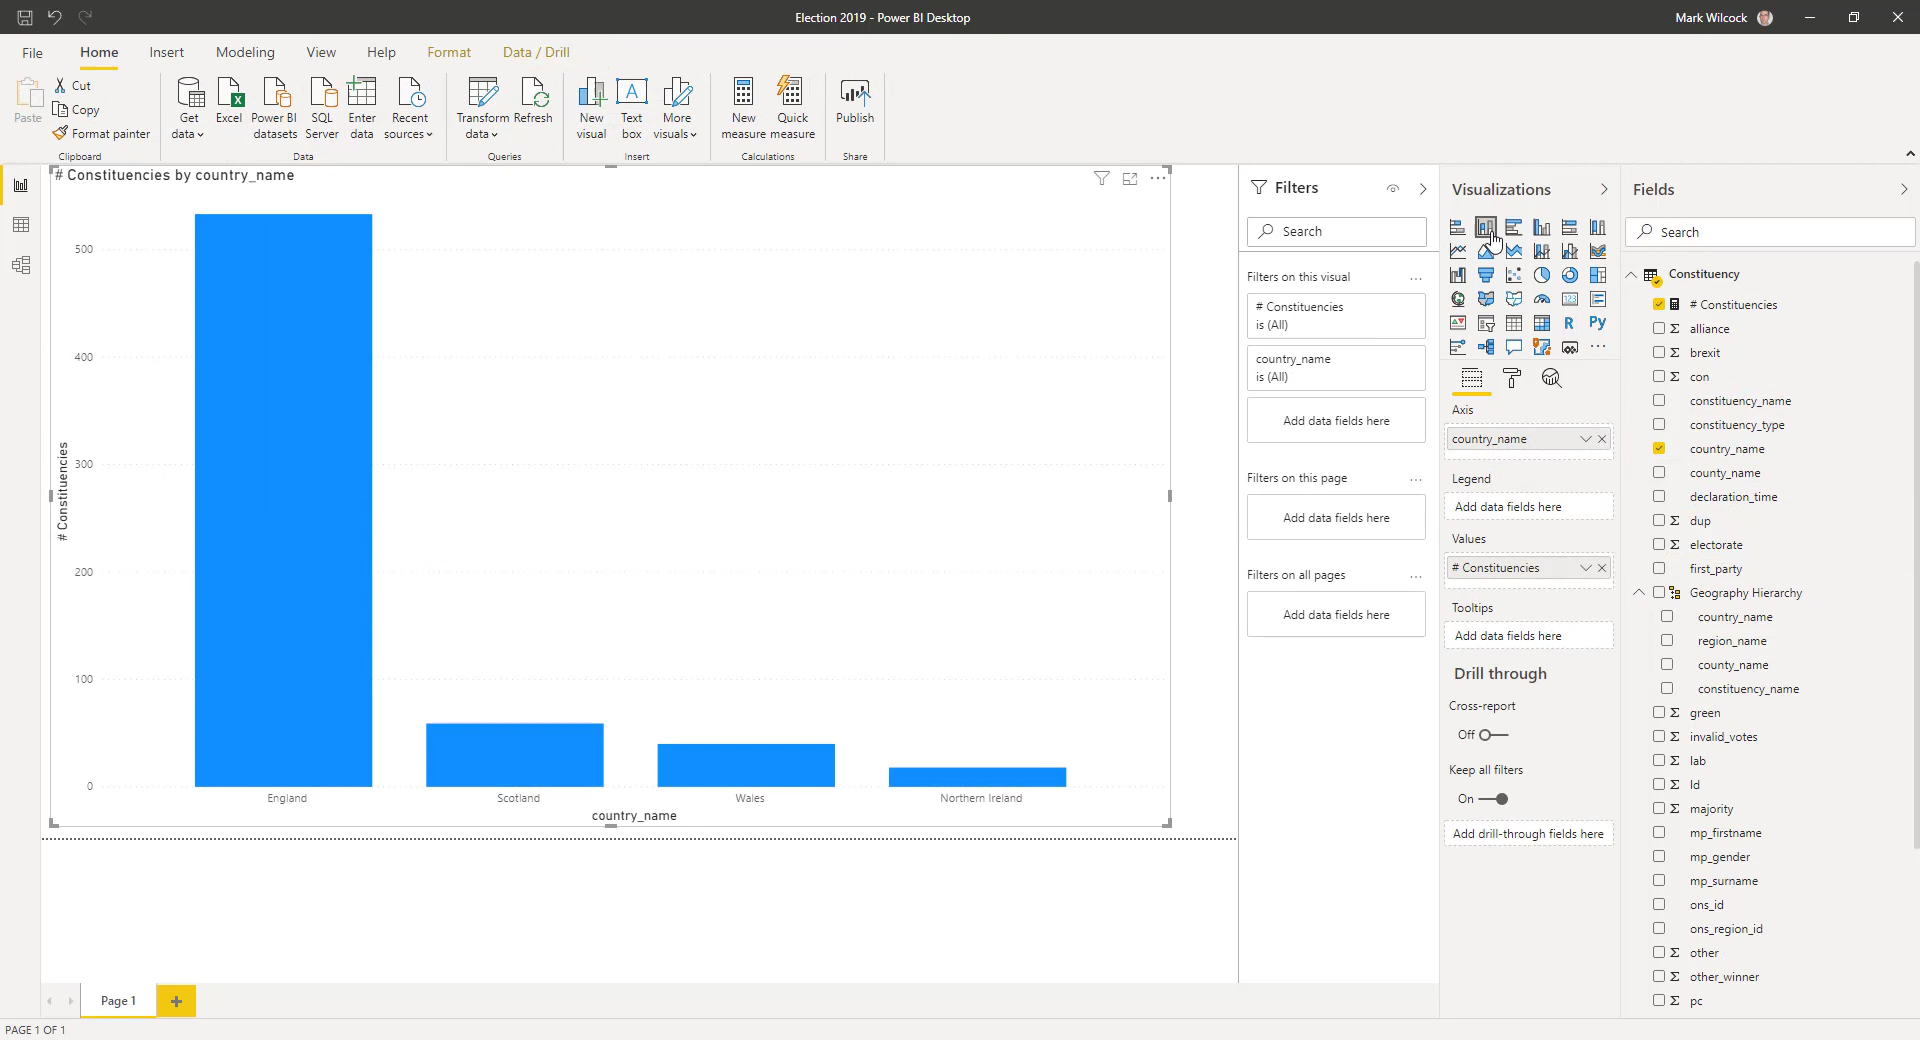 Election 2019 - Power BI Desktop
Mark Wilcock
File
Home
Insert
Modeling
View
Help
Format
Data / Drill
Paste
Cut
Copy
Format painter
Clipboard
Get
data
Excel
Power BI
datasets
SQL
Server
Enter
data
Recent
sources
Data
Transform
data
Refresh
Queries
New
visual
Text
box
More
visuals
Insert
New
measure
Quick
measure
Calculations
Publish
Share
# Constituencies by country_name
# Constituencies
500
400
300
200
100
0
England
Scotland
Wales
Northern Ireland
country_name
Filters
Search
Filters on this visual
# Constituencies
is (All)
country_name
is (All)
Add data fields here
Filters on this page
Add data fields here
Filters on all pages
Add data fields here
Visualizations
123
R
Py
Axis
country_name
Legend
Add data fields here
Values
# Constituencies
Tooltips
Add data fields here
Drill through
Cross-report
Off
Keep all filters
On
Add drill-through fields here
Fields
Search
Constituency
# Constituencies
alliance
brexit
con
constituency_name
constituency_type
country_name
county_name
declaration_time
dup
electorate
first_party
Geography Hierarchy
country_name
region_name
county_name
constituency_name
green
invalid_votes
lab
ld
majority
mp_firstname
mp_gender
mp_surname
ons_id
ons_region_id
other
other_winner
pc
Page 1
PAGE 1 OF 1